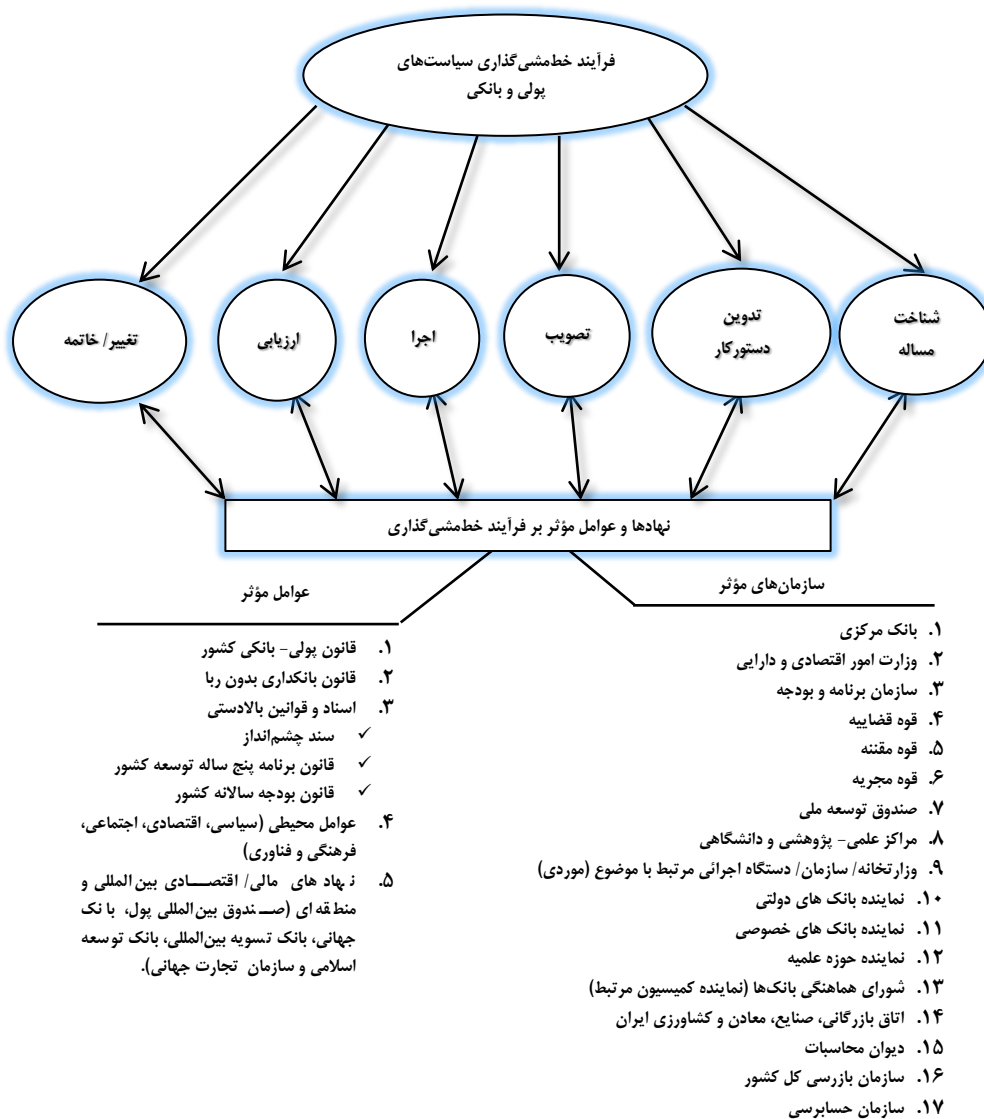 فرآیند خط‌مشی‌گذاری سیاست‌های
پولی و بانکی
شناخت
مساله
تدوین
دستورکار
تصویب
اجرا
ارزیابی
تغییر/ خاتمه
نهادها و عوامل مؤثر بر فرآیند خط‌مشی‌گذاری
سازمان‌های مؤثر
۱. بانک مرکزی
۲. وزارت امور اقتصادی و دارایی
۳. سازمان برنامه و بودجه
۴. قوه قضاییه
۵. قوه مقننه
۶. قوه مجریه
۷. صندوق توسعه ملی
۸. مراکز علمی- پژوهشی و دانشگاهی
۹. وزارتخانه/ سازمان/ دستگاه اجرائی مرتبط با موضوع (موردی)
۱۰. نماینده بانک های دولتی
۱۱. نماینده بانک های خصوصی
۱۲. نماینده حوزه علمیه
۱۳. شورای هماهنگی بانک‌ها (نماینده کمیسیون مرتبط)
۱۴. اتاق بازرگانی، صنایع، معادن و کشاورزی ایران
۱۵. دیوان محاسبات
۱۶. سازمان بازرسی کل کشور
۱۷. سازمان حسابرسی
عوامل مؤثر
۱. قانون پولی- بانکی کشور
۲. قانون بانکداری بدون ربا
۳. اسناد و قوانین بالادستی
✓ سند چشم‌انداز
✓ قانون برنامه پنج ساله توسعه کشور
✓ قانون بودجه سالانه کشور
۴. عوامل محیطی (سیاسی، اقتصادی، اجتماعی،
فرهنگی و فناوری)
۵. نهاد های مالی/ اقتصــادی بین‌المللی و
منطقه ای (صــندوق بین‌المللی پول، بانک
جهانی، بانک تسویه بین‌المللی، بانک توسعه
اسلامی و سازمان تجارت جهانی).